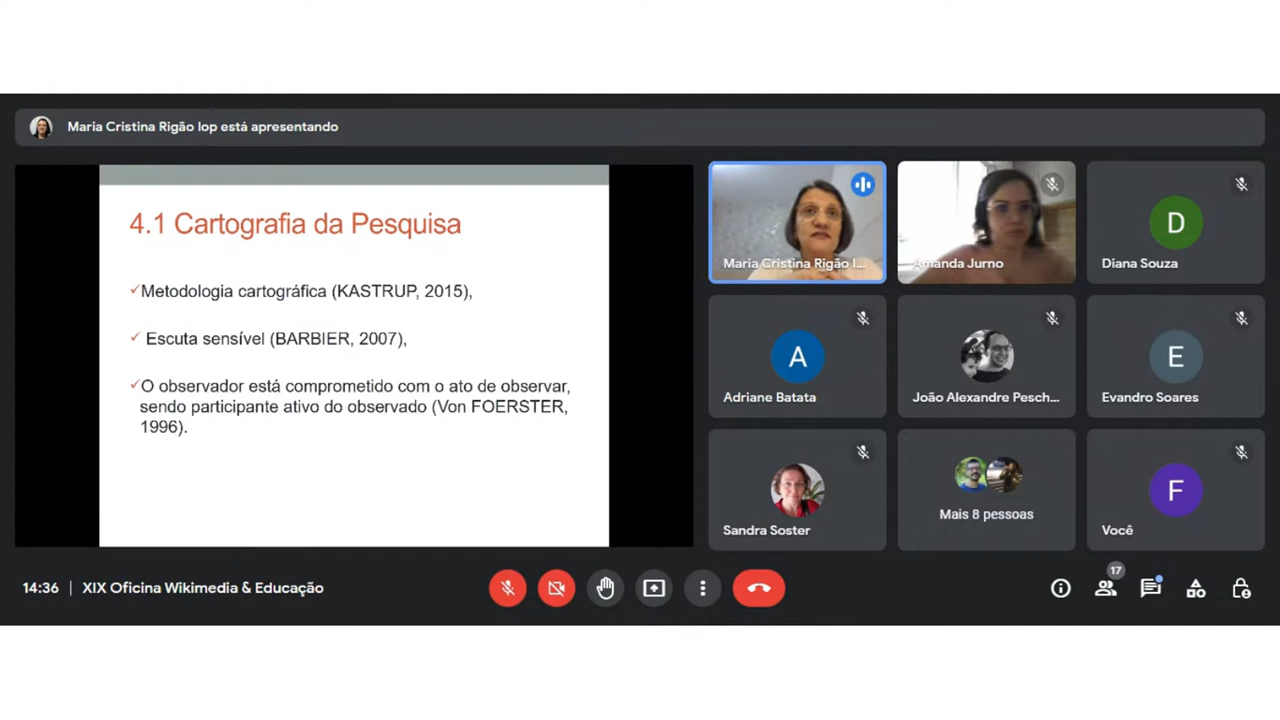 Maria Cristina Rigão Iop está apresentando
4.1 Cartografia da Pesquisa
✓Metodologia cartográfica (KASTRUP, 2015),
✓ Escuta sensível (BARBIER, 2007),
✓O observador está comprometido com o ato de observar,
sendo participante ativo do observado (Von FOERSTER,
1996).
Maria Cristina Rigão I...
Amanda Jurno
D
Diana Souza
A
Adriane Batata
João Alexandre Pesch...
E
Evandro Soares
Sandra Soster
Mais 8 pessoas
F
Você
14:36 | XIX Oficina Wikimedia & Educação
17